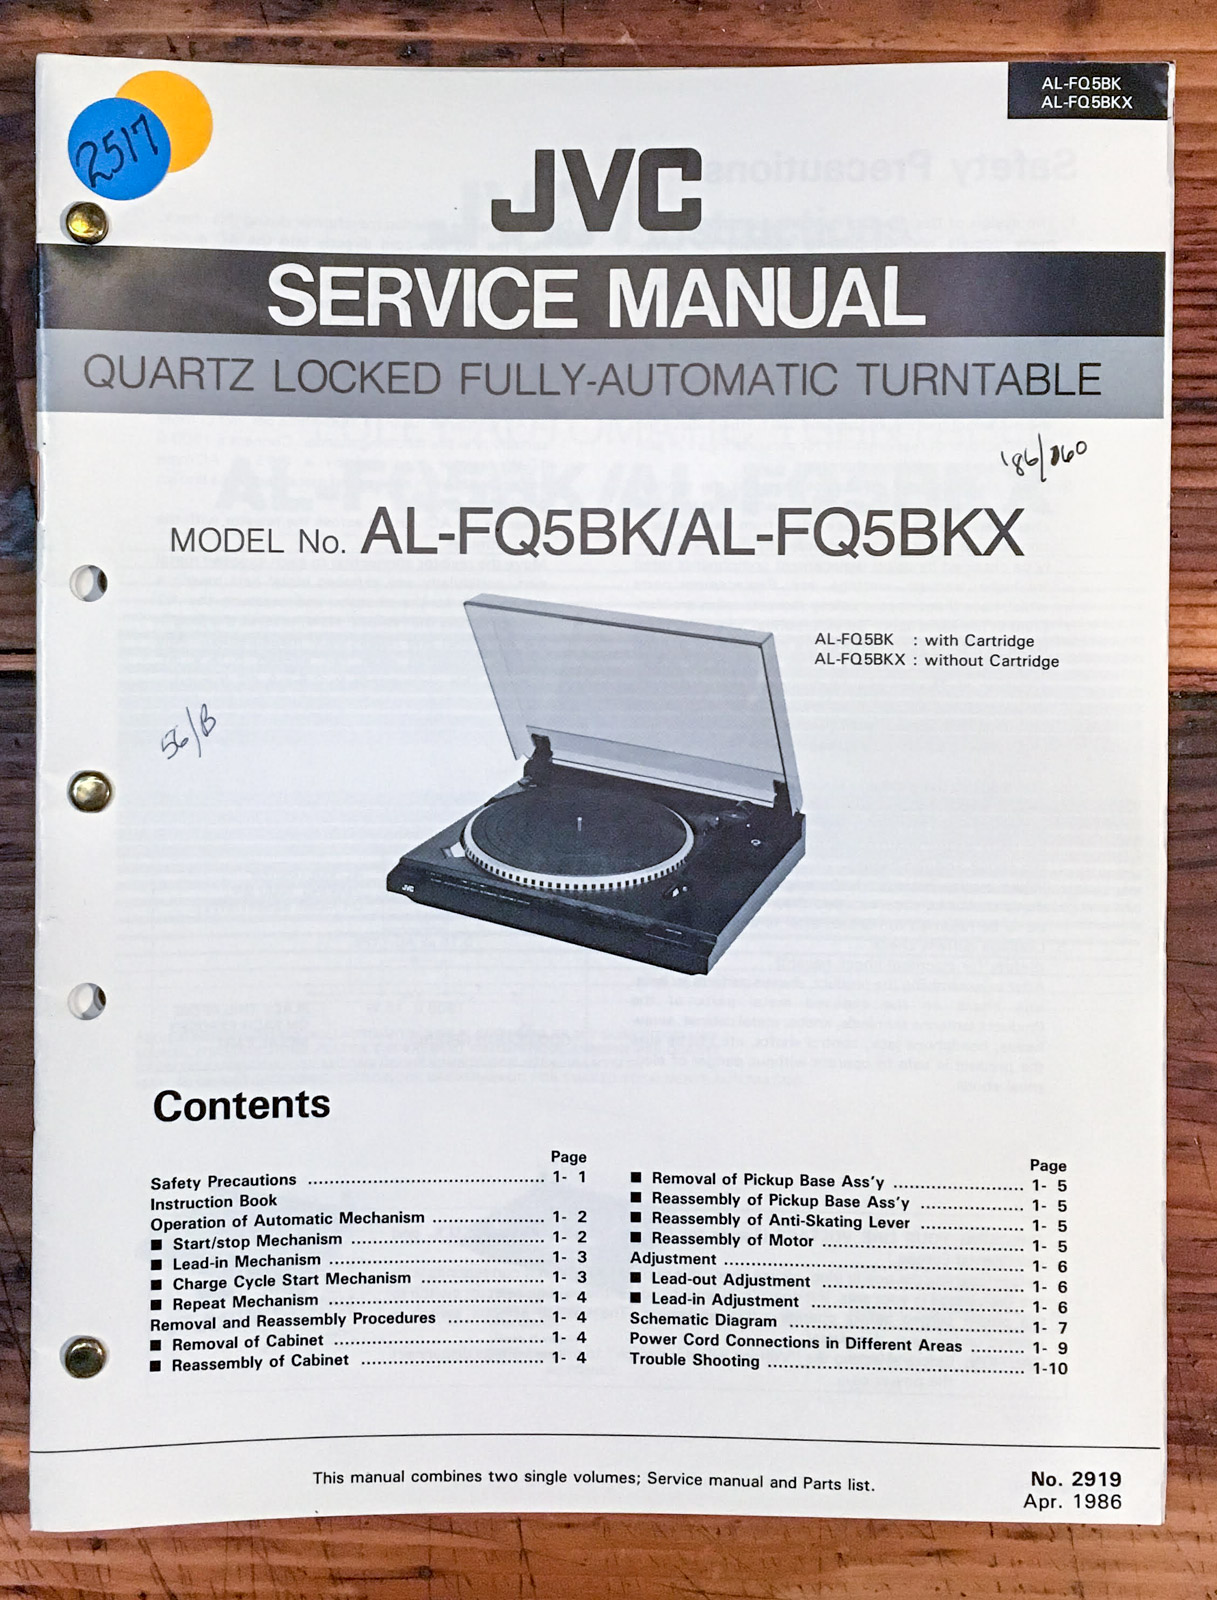 AL-FQ5BK
AL-FQ5BKX
2517
JVC
SERVICE MANUAL
QUARTZ LOCKED FULLY-AUTOMATIC TURNTABLE
MODEL No. AL-FQ5BK/AL-FQ5BKX
AL-FQ5BK : with Cartridge
AL-FQ5BKX : without Cartridge
56/B
JVC
Contents
Page
Safety Precautions ........ 1- 1
Instruction Book
Operation of Automatic Mechanism ........ 1- 2
■ Start/stop Mechanism ........ 1- 2
■ Lead-in Mechanism ........ 1- 3
■ Charge Cycle Start Mechanism ........ 1- 3
■ Repeat Mechanism ........ 1- 4
Removal and Reassembly Procedures ........ 1- 4
■ Removal of Cabinet ........ 1- 4
■ Reassembly of Cabinet ........ 1- 4
Page
■ Removal of Pickup Base Ass'y ........ 1- 5
■ Reassembly of Pickup Base Ass'y ........ 1- 5
■ Reassembly of Anti-Skating Lever ........ 1- 5
■ Reassembly of Motor ........ 1- 5
Adjustment ........ 1- 6
■ Lead-out Adjustment ........ 1- 6
■ Lead-in Adjustment ........ 1- 6
Schematic Diagram ........ 1- 7
Power Cord Connections in Different Areas ........ 1- 9
Trouble Shooting ........ 1-10
This manual combines two single volumes; Service manual and Parts list.
No. 2919
Apr. 1986